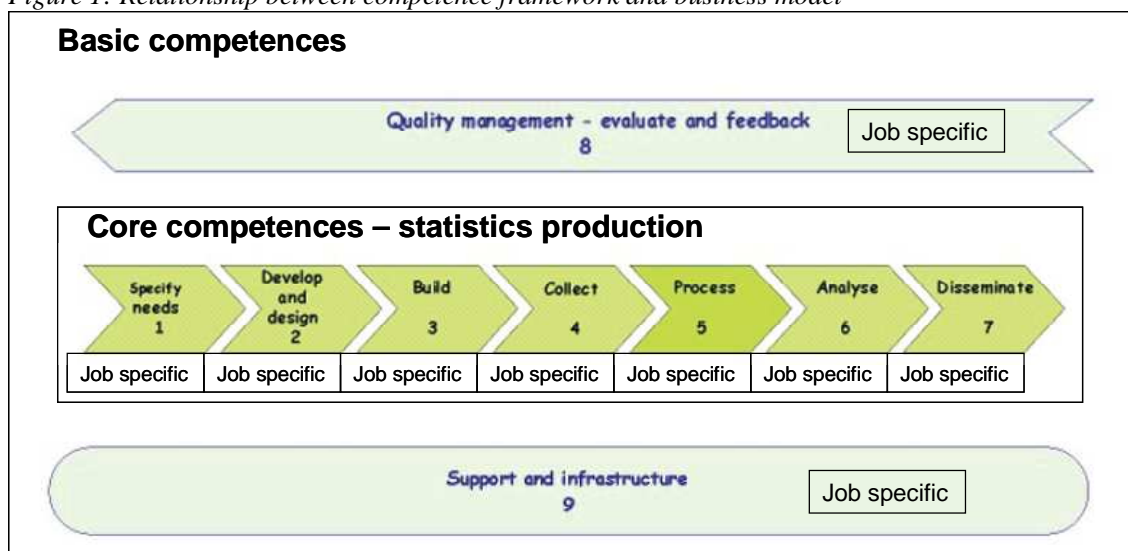 Figure 1: Relationship between competence framework and business model
Basic competences
Quality management - evaluate and feedback
8
Job specific
Core competences – statistics production
Specify
needs
1
Develop
and
design
2
Build
3
Collect
4
Process
5
Analyse
6
Disseminate
7
Job specific
Job specific
Job specific
Job specific
Job specific
Job specific
Job specific
Support and infrastructure
9
Job specific